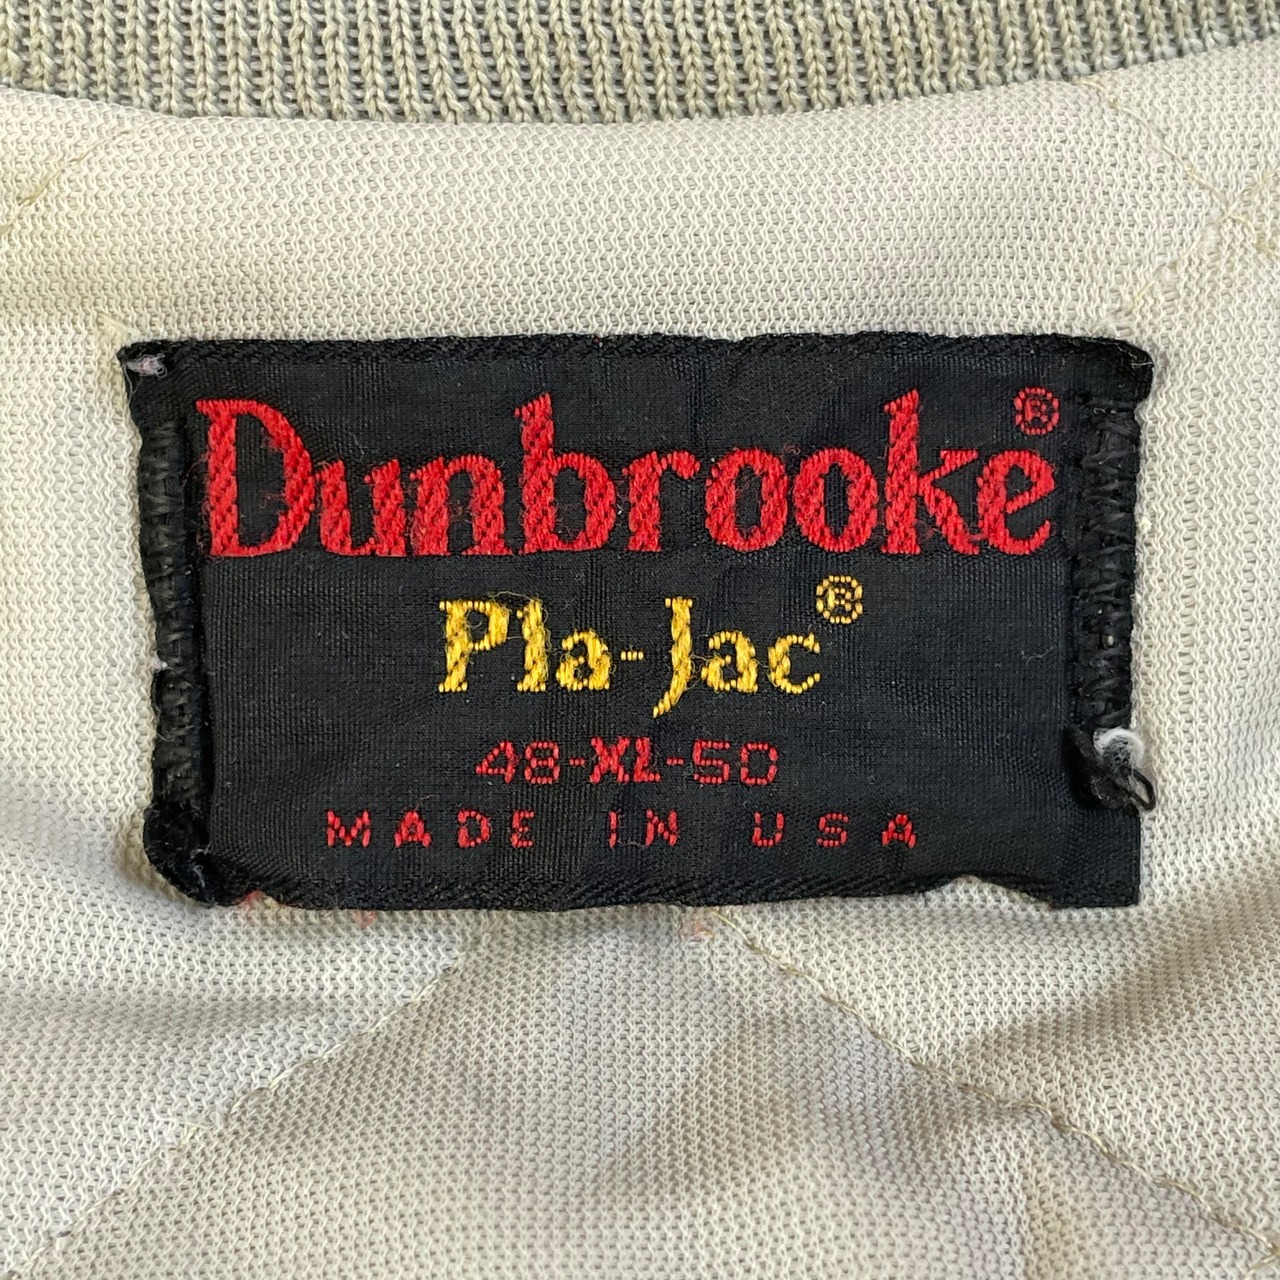 Dunbrooke®
Pla-Jac®
48-XL-50
MADE IN USA